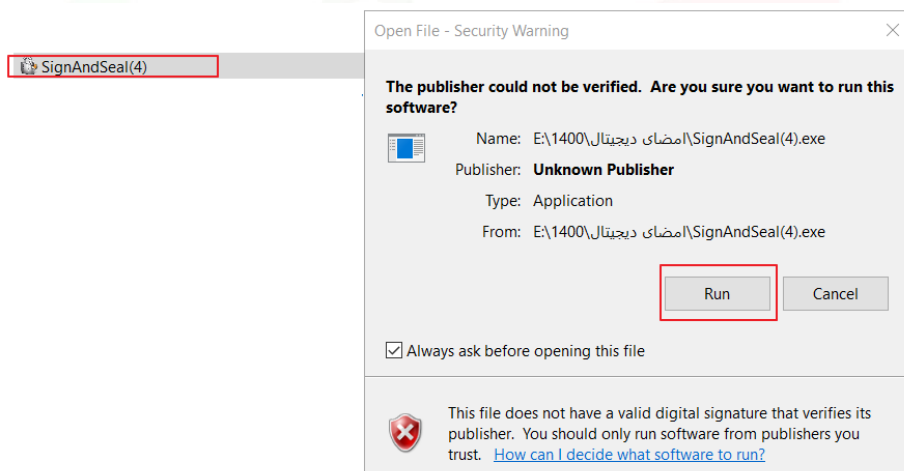 Open File - Security Warning
SignAndSeal(4)
The publisher could not be verified. Are you sure you want to run this
software?
Name: E:\1400\امضای دیجیتال\SignAndSeal(4).exe
Publisher: Unknown Publisher
Type: Application
From: E:\1400\امضای دیجیتال\SignAndSeal(4).exe
Run Cancel
Always ask before opening this file
This file does not have a valid digital signature that verifies its
publisher. You should only run software from publishers you
trust. How can I decide what software to run?